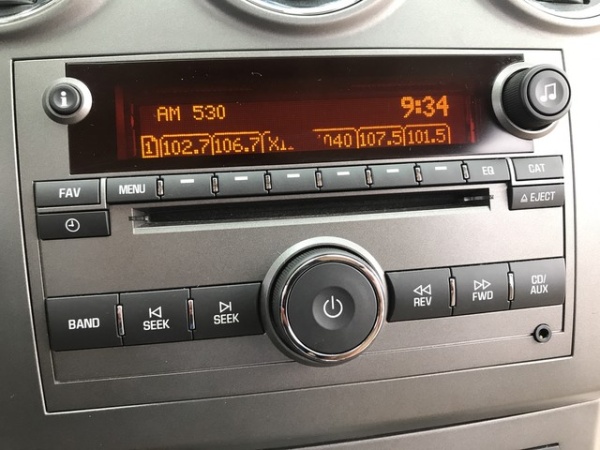 i
AM 530 9:34
1 102.7 106.7 107.5 101.5
FAV MENU EQ CAT
EJECT
BAND SEEK SEEK REV FWD CD/
AUX